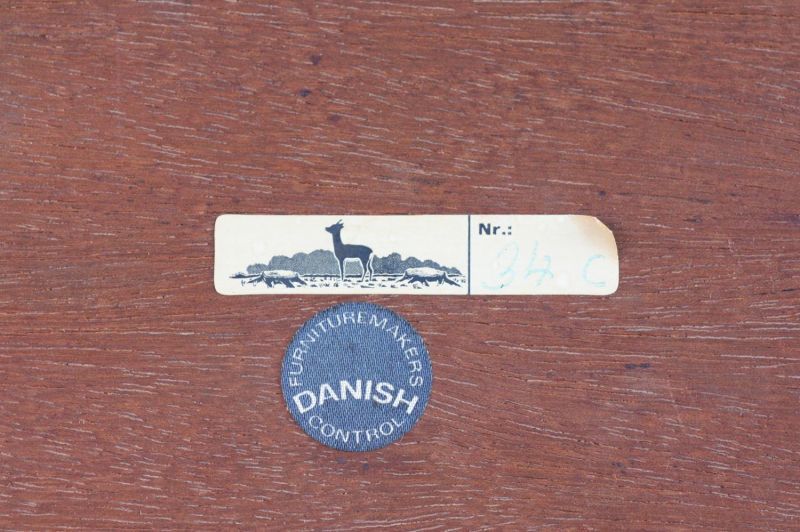 Nr.:
34 C
FURNITUREMAKERS
DANISH
CONTROL